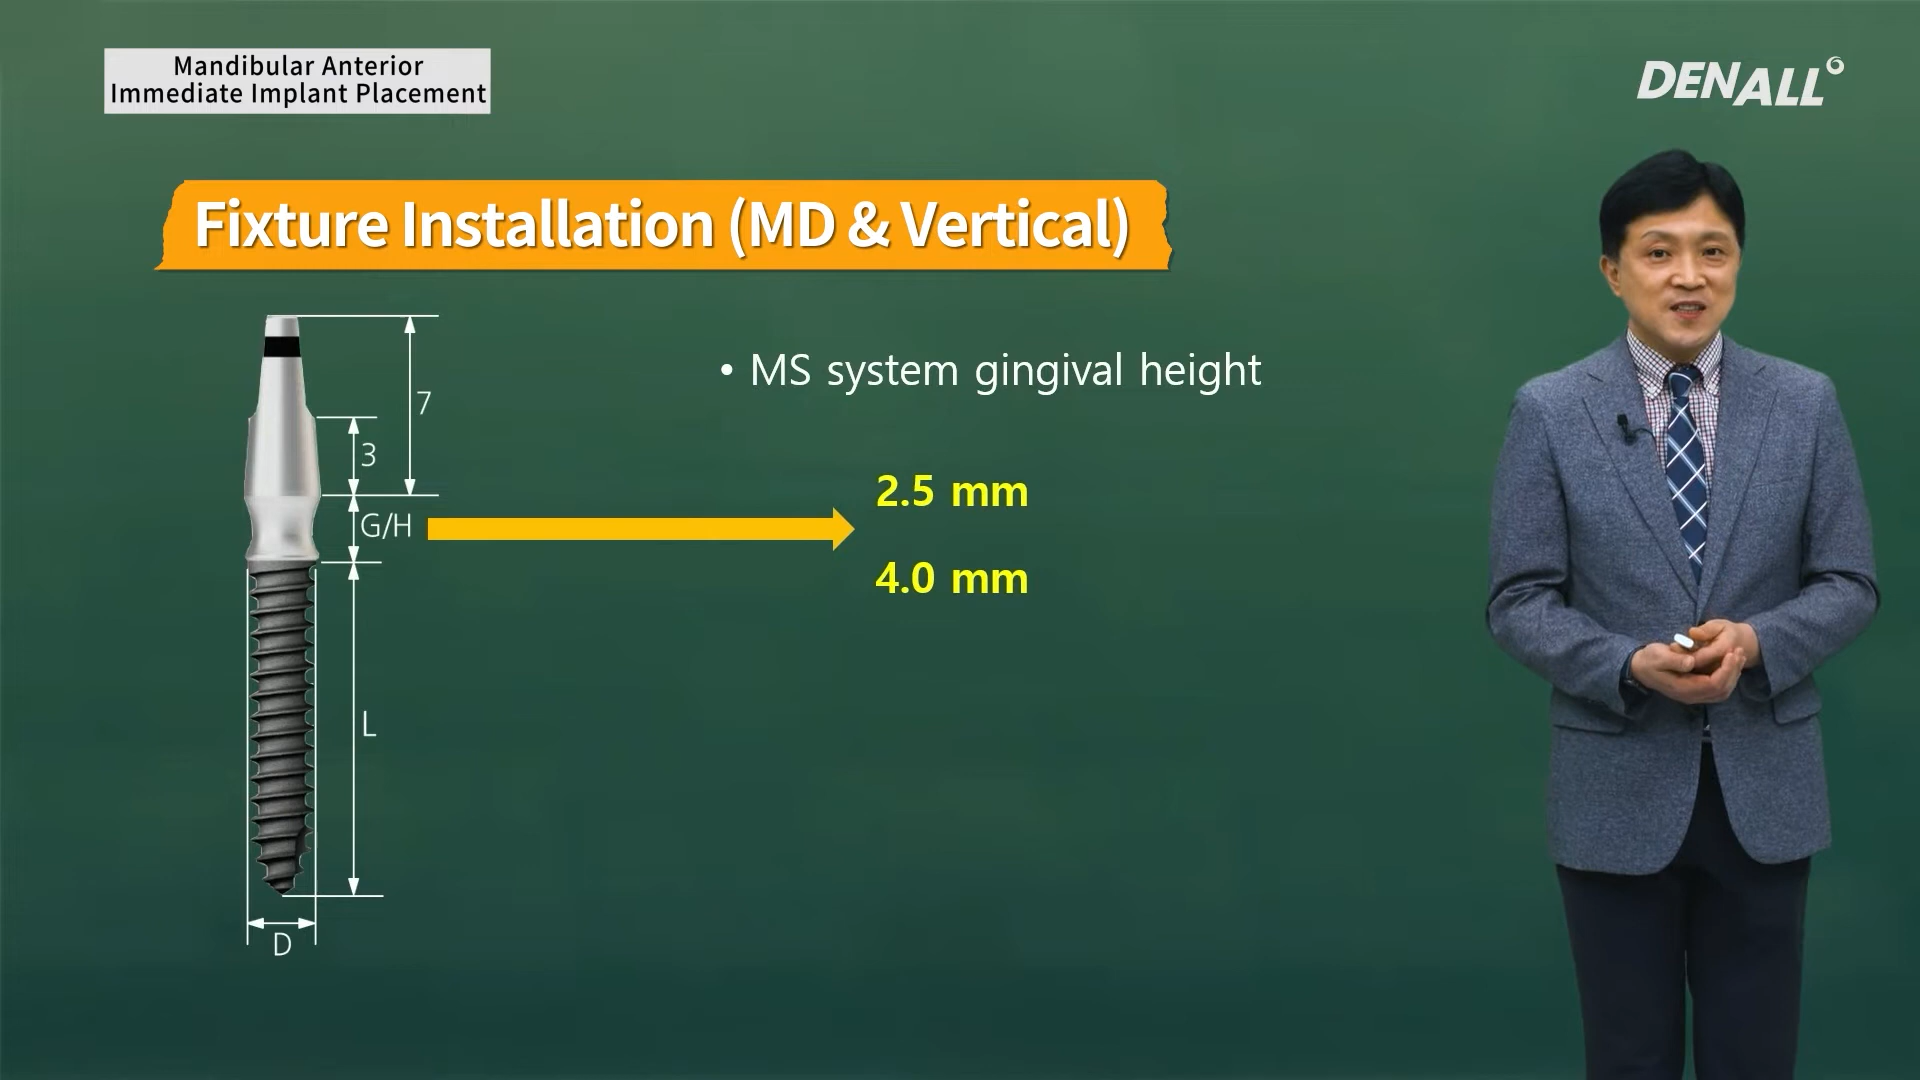 Mandibular Anterior
Immediate Implant Placement
DENALL
Fixture Installation (MD & Vertical)
• MS system gingival height
7
3
G/H
2.5 mm
4.0 mm
L
D